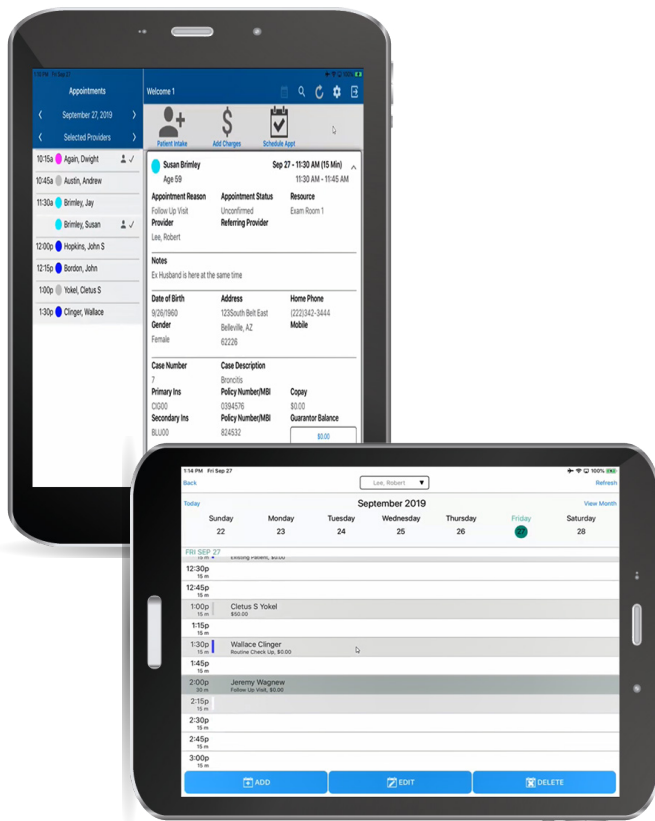 1:15 PM Fri Sep 27
100%
Appointments
Welcome 1
September 27, 2019
Selected Providers
Patient Intake
Add Charges
Schedule Appt
10:15a Again, Dwight
10:45a Austin, Andrew
11:30a Brimley, Jay
Brimley, Susan
12:00p Hopkins, John S
12:15p Bordon, John
1:00p Yokel, Cletus S
1:30p Clinger, Wallace
Susan Brimley Sep 27 - 11:30 AM (15 Min)
Age 59 11:30 AM - 11:45 AM
Appointment Reason Appointment Status Resource
Follow Up Visit Unconfirmed Exam Room 1
Provider Referring Provider
Lee, Robert
Notes
Ex Husband is here at the same time
Date of Birth Address Home Phone
9/26/1960 123South Belt East (222)342-3444
Gender Belleville, AZ Mobile
Female 62226
Case Number Case Description
7 Broncitis
Primary Ins Policy Number/MBI Copay
CIG00 0394576 $0.00
Secondary Ins Policy Number/MBI Guarantor Balance
BLU00 824532 $0.00
1:14 PM Fri Sep 27 100%
Back Lee, Robert Refresh
Today September 2019 View Month
Sunday Monday Tuesday Wednesday Thursday Friday Saturday
22 23 24 25 26 27 28
FRI SEP 27
15 m Existing Patient, $0.00
12:30p
15 m
12:45p
15 m
1:00p Cletus S Yokel
15 m $50.00
1:15p
15 m
1:30p Wallace Clinger
15 m Routine Check Up, $0.00
1:45p
15 m
2:00p Jeremy Wagnew
30 m Follow Up Visit, $0.00
2:15p
15 m
2:30p
15 m
2:45p
15 m
3:00p
15 m
ADD EDIT DELETE